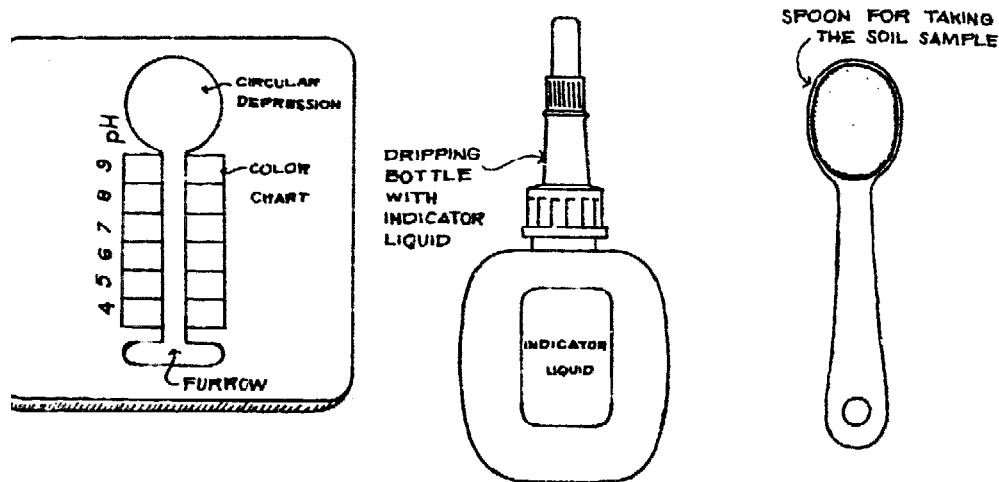 CIRCULAR
DEPRESSION
pH
9
8
7
6
5
4
COLOR
CHART
FURROW
DRIPPING
BOTTLE
WITH
INDICATOR
LIQUID
INDICATOR
LIQUID
SPOON FOR TAKING
THE SOIL SAMPLE